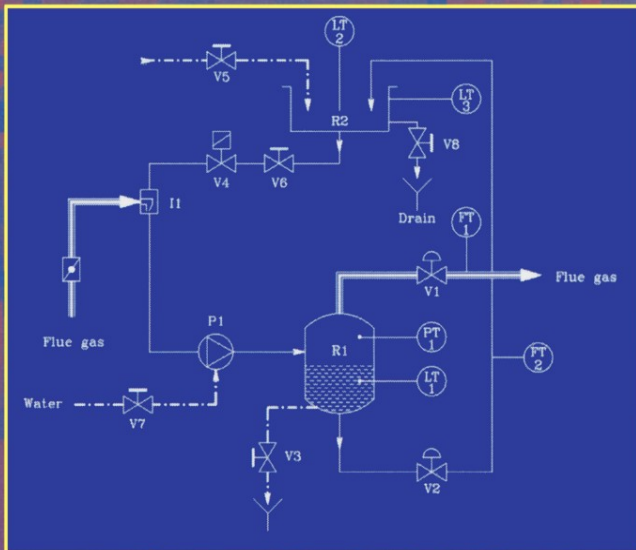 LT
2
V5
R2
LT
3
V8
V4
V6
I1
Drain
FT
1
V1
Flue gas
P1
R1
PT
1
Flue gas
FT
2
LT
1
Water
V7
V3
V2